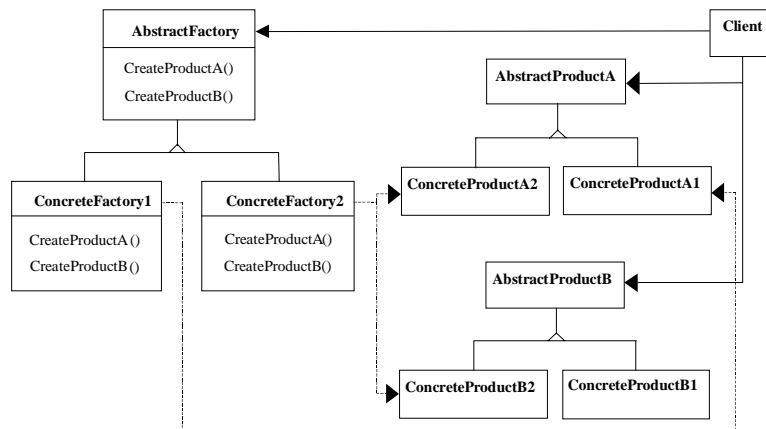 AbstractFactory
CreateProductA()
CreateProductB()
Client
AbstractProductA
ConcreteProductA2
ConcreteProductA1
ConcreteFactory1
CreateProductA()
CreateProductB()
ConcreteFactory2
CreateProductA()
CreateProductB()
AbstractProductB
ConcreteProductB2
ConcreteProductB1